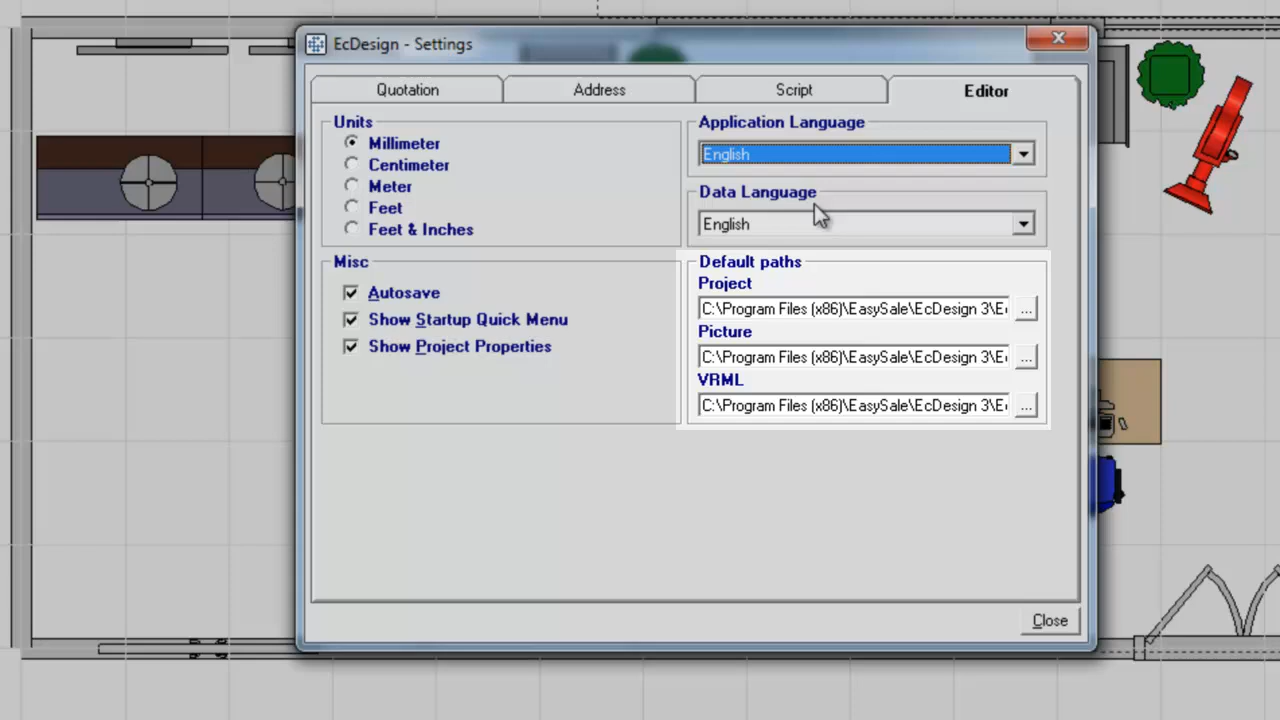 EcDesign - Settings
Quotation
Address
Script
Editor
Units
Millimeter
Centimeter
Meter
Feet
Feet & Inches
Application Language
English
Data Language
English
Misc
Autosave
Show Startup Quick Menu
Show Project Properties
Default paths
Project
C:\Program Files (x86)\EasySale\EcDesign 3\E
...
Picture
C:\Program Files (x86)\EasySale\EcDesign 3\E
...
VRML
C:\Program Files (x86)\EasySale\EcDesign 3\E
...
Close